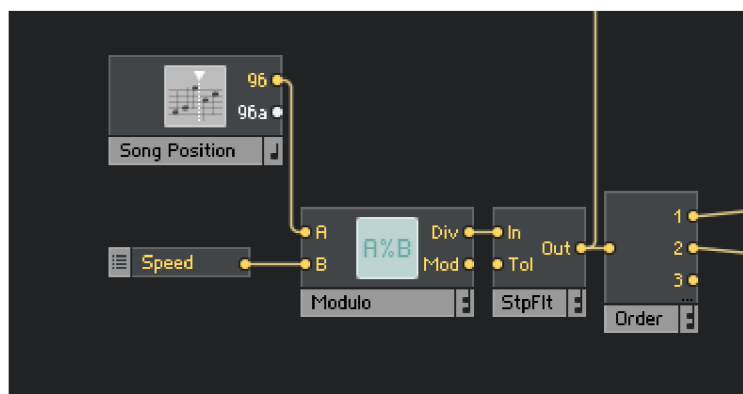 96
96a
Song Position
Speed
A
B
A%B
Div
Mod
Modulo
In
Tol
Out
StpFlt
1
2
3
...
Order